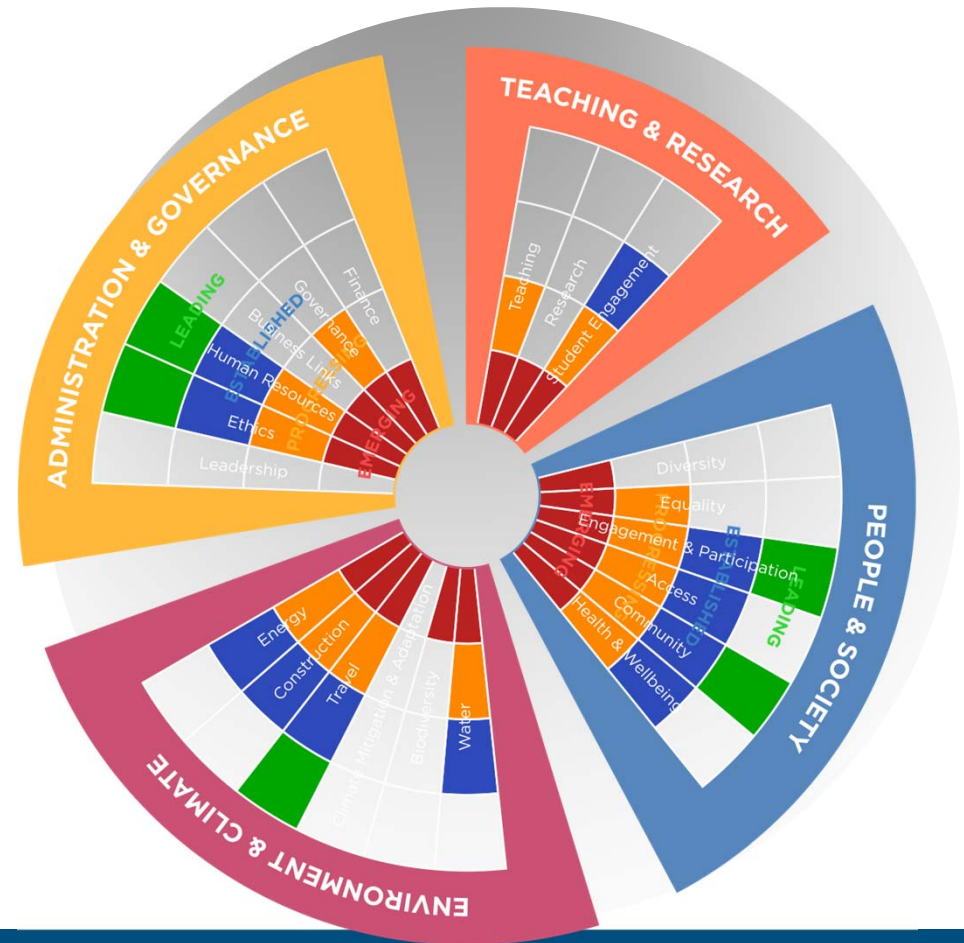 ADMINISTRATION & GOVERNANCE
Finance
Governance
Business Links
Human Resources
Ethics
Leadership
LEADING
ESTABLISHED
PROGRESSING
EMERGING
TEACHING & RESEARCH
Teaching
Research
Student Engagement
PEOPLE & SOCIETY
Diversity
Equality
Engagement & Participation
Access
Community
Health & Wellbeing
EMERGING
PROGRESSING
ESTABLISHED
LEADING
ENVIRONMENT & CLIMATE
Energy
Construction
Travel
Climate Mitigation & Adaptation
Biodiversity
Water